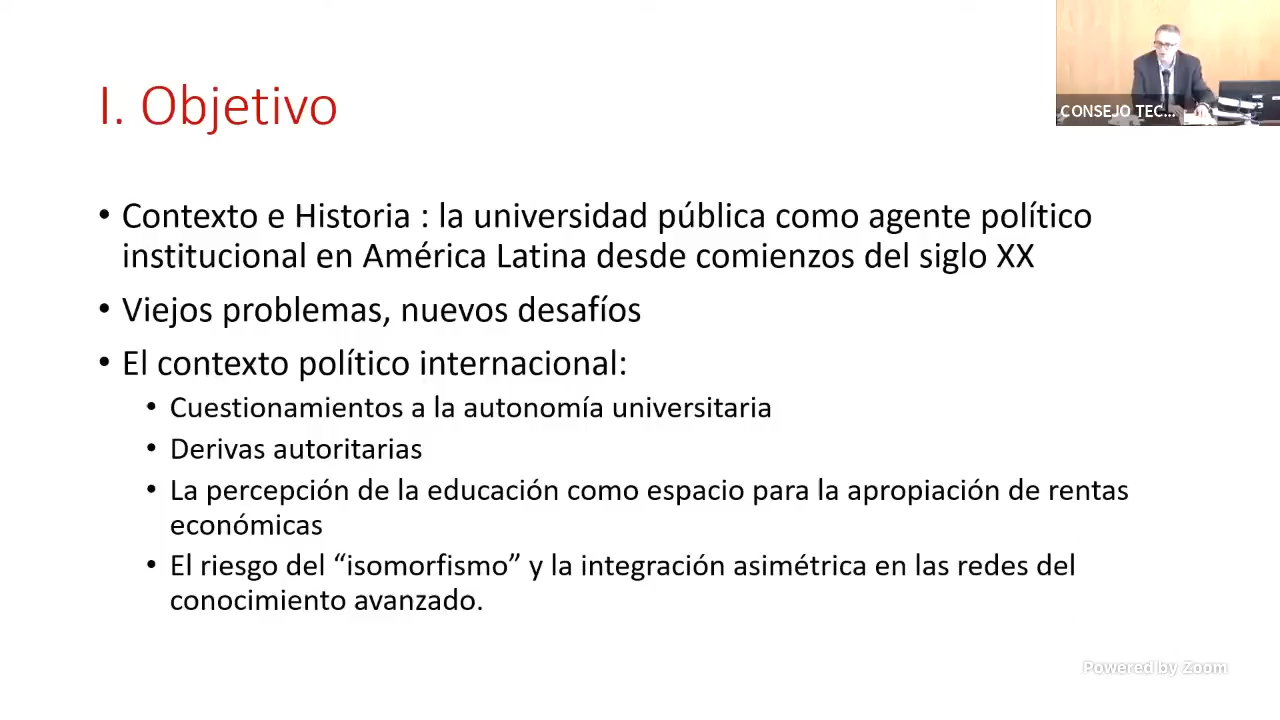 I. Objetivo
CONSEJO TEC...
• Contexto e Historia : la universidad pública como agente político
institucional en América Latina desde comienzos del siglo XX
• Viejos problemas, nuevos desafíos
• El contexto político internacional:
• Cuestionamientos a la autonomía universitaria
• Derivas autoritarias
• La percepción de la educación como espacio para la apropiación de rentas
económicas
• El riesgo del “isomorfismo” y la integración asimétrica en las redes del
conocimiento avanzado.
Powered by Zoom